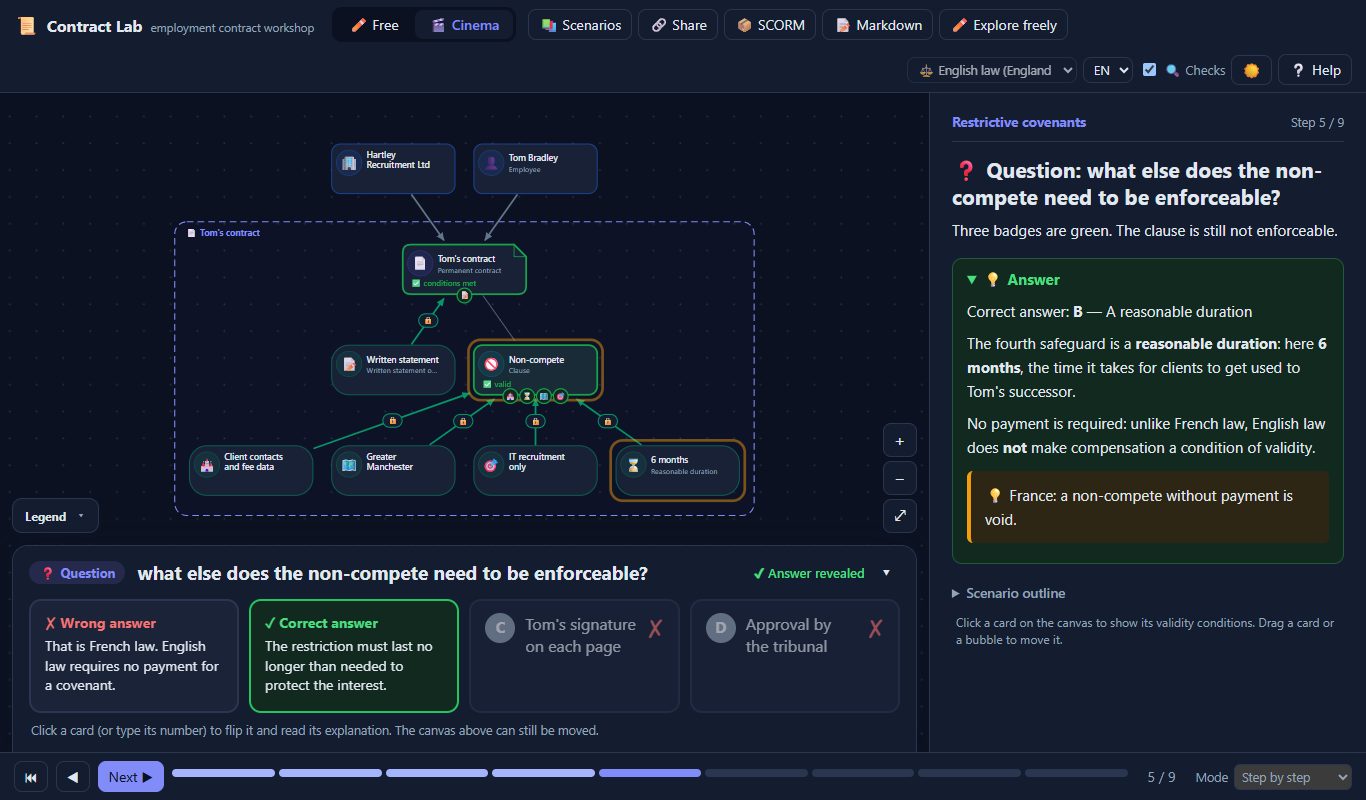 Contract Lab employment contract workshop
Free
Cinema
Scenarios
Share
SCORM
Markdown
Explore freely
English law (England
EN
Checks
Help
Hartley
Recruitment Ltd
Tom Bradley
Employee
Tom's contract
Tom's contract
Permanent contract
conditions met
Written statement
Written statement o...
Non-compete
Clause
valid
Client contacts
and fee data
Greater
Manchester
IT recruitment
only
6 months
Reasonable duration
+
−
Legend
Question
what else does the non-compete need to be enforceable?
✓ Answer revealed
✗ Wrong answer
That is French law. English
law requires no payment for
a covenant.
✓ Correct answer
The restriction must last no
longer than needed to
protect the interest.
C
Tom's signature
on each page
D
Approval by
the tribunal
Click a card (or type its number) to flip it and read its explanation. The canvas above can still be moved.
Restrictive covenants
Step 5 / 9
Question: what else does the non-
compete need to be enforceable?
Three badges are green. The clause is still not enforceable.
Answer
Correct answer: B — A reasonable duration
The fourth safeguard is a reasonable duration: here 6
months, the time it takes for clients to get used to
Tom's successor.
No payment is required: unlike French law, English law
does not make compensation a condition of validity.
France: a non-compete without payment is
void.
Scenario outline
Click a card on the canvas to show its validity conditions. Drag a card or
a bubble to move it.
Next
5 / 9
Mode
Step by step